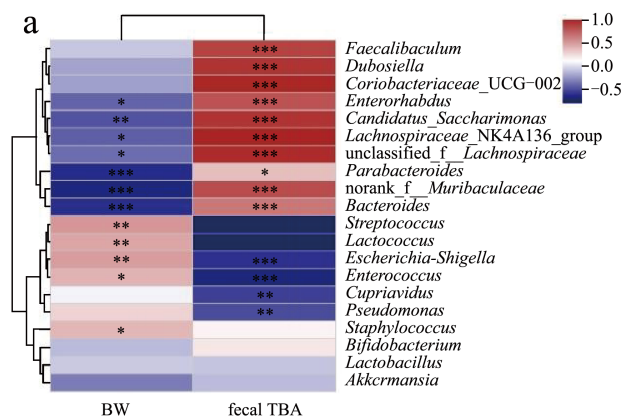 a
1.0
0.5
0.0
−0.5
*** Faecalibaculum
*** Dubosiella
*** Coriobacteriaceae_UCG-002
* *** Enterorhabdus
** *** Candidatus_Saccharimonas
* *** Lachnospiraceae_NK4A136_group
* *** unclassified_f__Lachnospiraceae
*** * Parabacteroides
*** *** norank_f__Muribaculaceae
*** *** Bacteroides
** Streptococcus
** Lactococcus
** *** Escherichia-Shigella
* *** Enterococcus
** Cupriavidus
** Pseudomonas
* Staphylococcus
Bifidobacterium
Lactobacillus
Akkcrmansia
BW fecal TBA